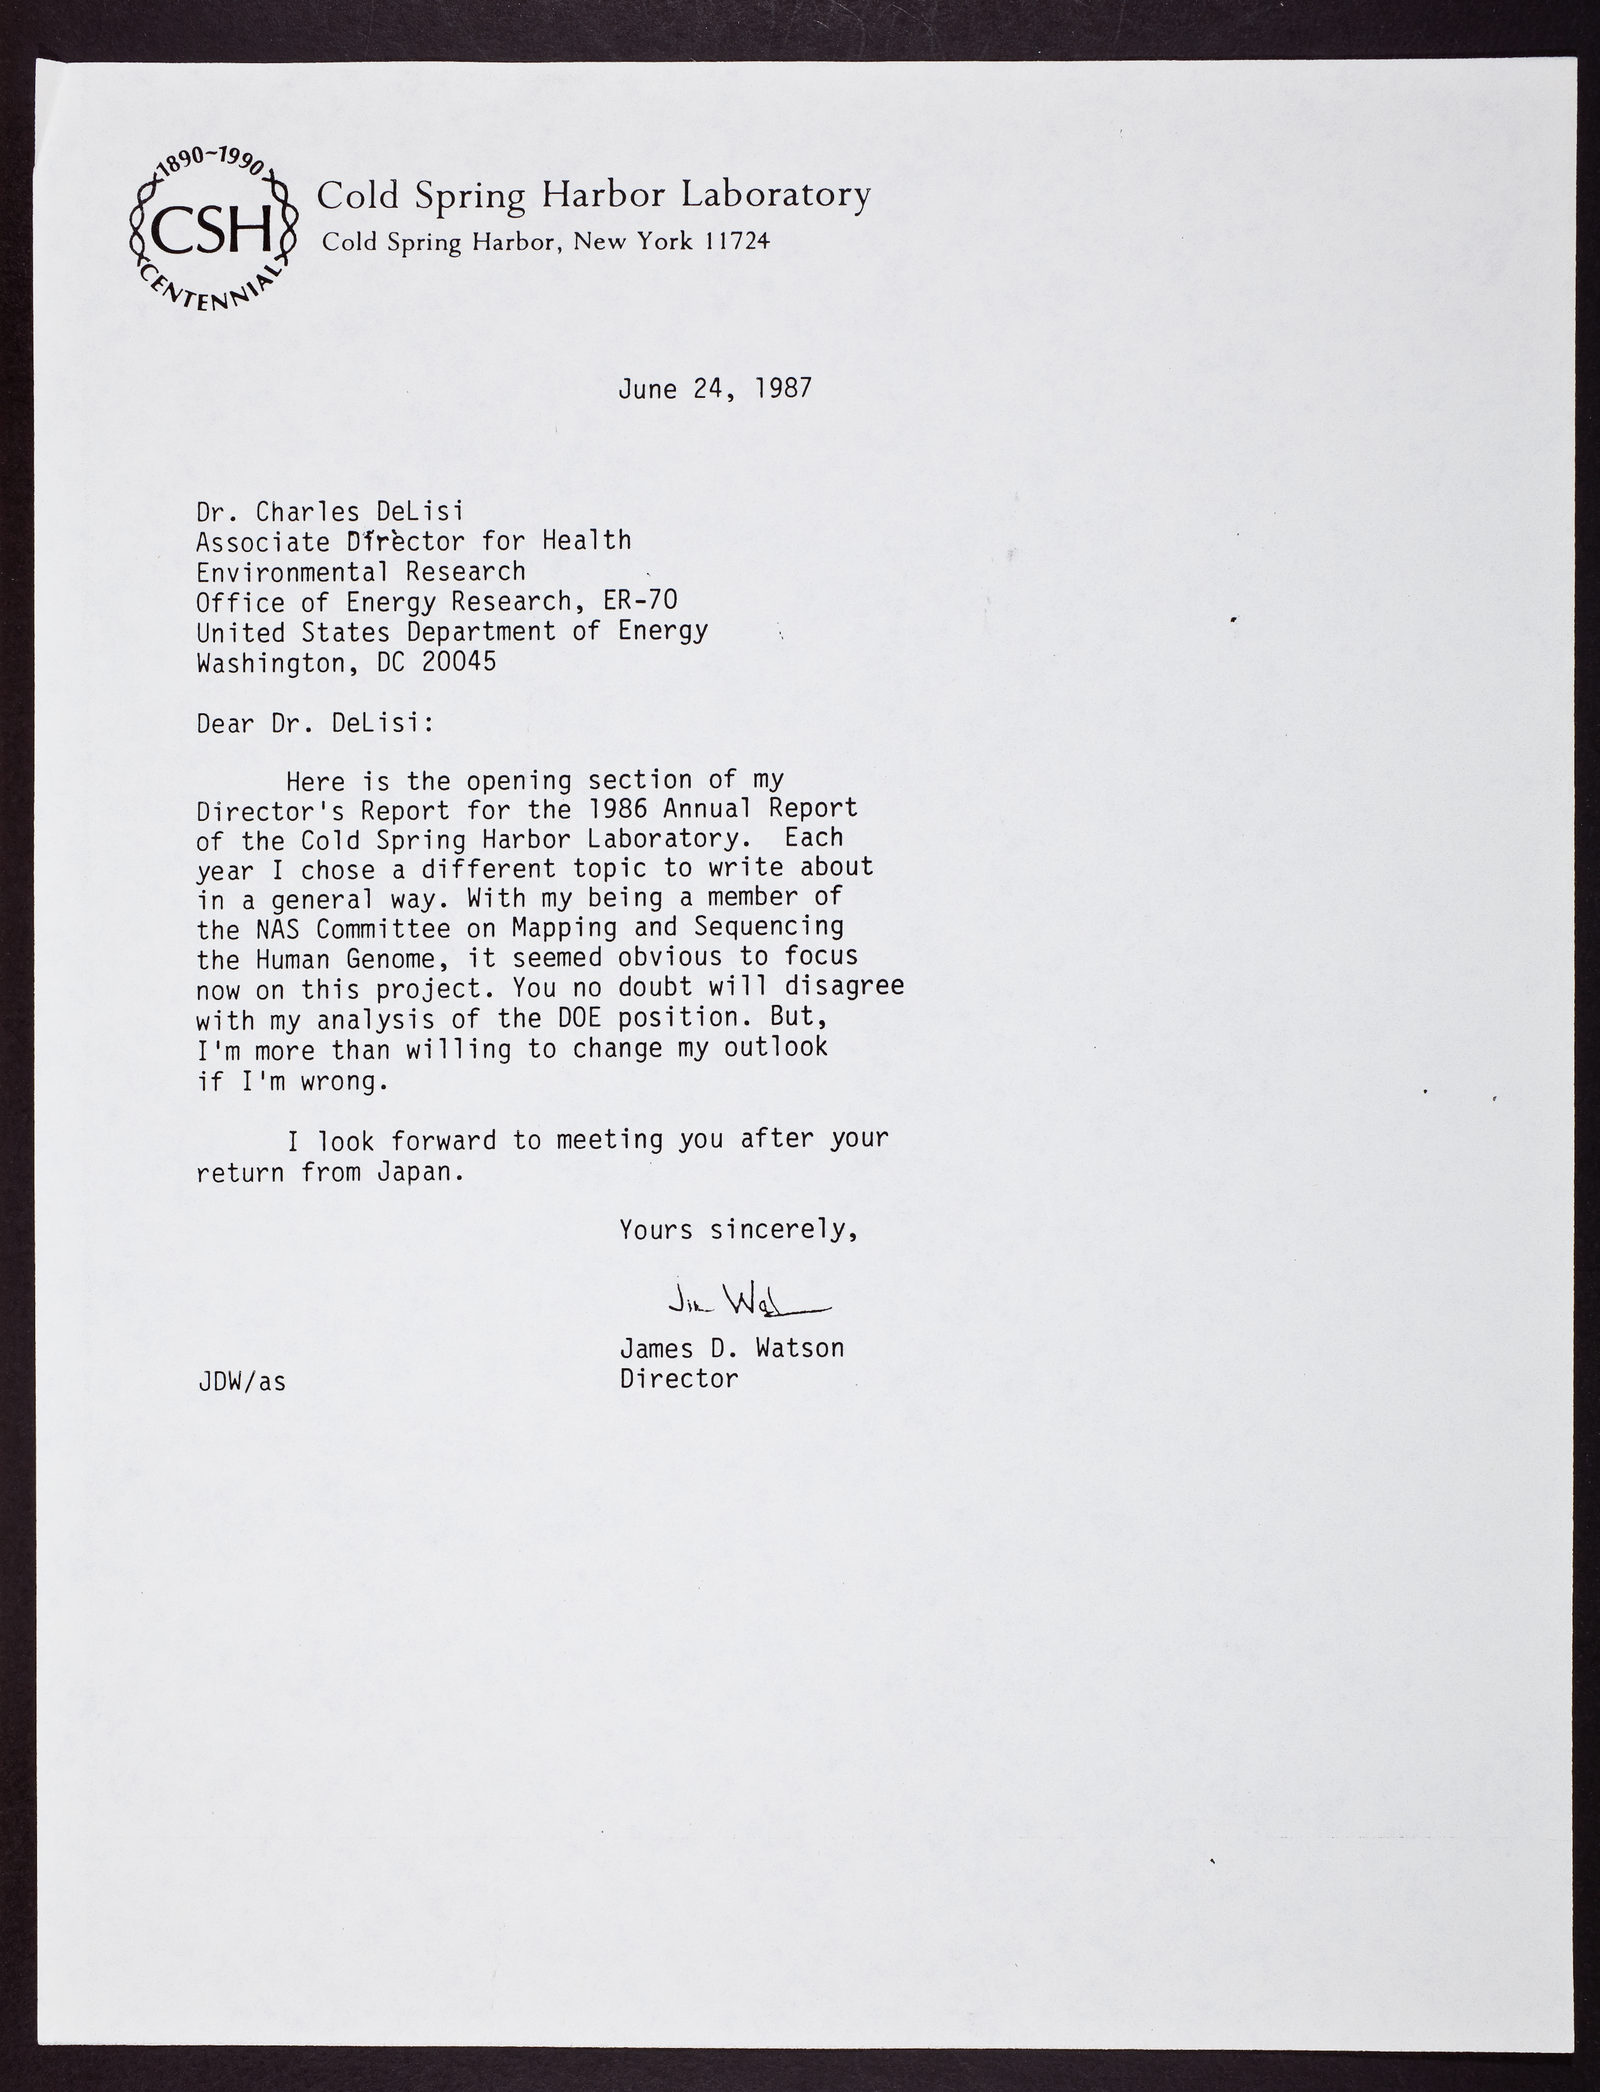 1890~1990
CSH
CENTENNIAL
Cold Spring Harbor Laboratory
Cold Spring Harbor, New York 11724
June 24, 1987
Dr. Charles DeLisi
Associate Director for Health
Environmental Research
Office of Energy Research, ER-70
United States Department of Energy
Washington, DC 20045
Dear Dr. DeLisi:
Here is the opening section of my
Director's Report for the 1986 Annual Report
of the Cold Spring Harbor Laboratory. Each
year I chose a different topic to write about
in a general way. With my being a member of
the NAS Committee on Mapping and Sequencing
the Human Genome, it seemed obvious to focus
now on this project. You no doubt will disagree
with my analysis of the DOE position. But,
I'm more than willing to change my outlook
if I'm wrong.
I look forward to meeting you after your
return from Japan.
Yours sincerely,
Jim Watson
James D. Watson
JDW/as Director